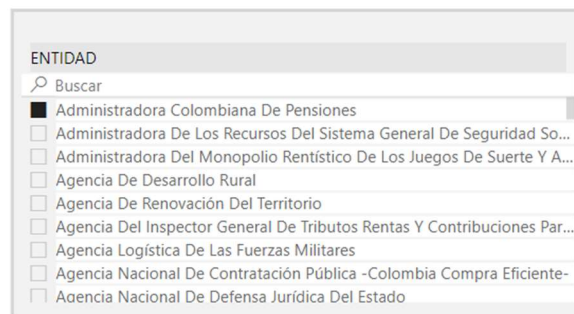 ENTIDAD
Buscar
Administradora Colombiana De Pensiones
Administradora De Los Recursos Del Sistema General De Seguridad So...
Administradora Del Monopolio Rentístico De Los Juegos De Suerte Y A...
Agencia De Desarrollo Rural
Agencia De Renovación Del Territorio
Agencia Del Inspector General De Tributos Rentas Y Contribuciones Par...
Agencia Logística De Las Fuerzas Militares
Agencia Nacional De Contratación Pública -Colombia Compra Eficiente-
Agencia Nacional De Defensa Jurídica Del Estado